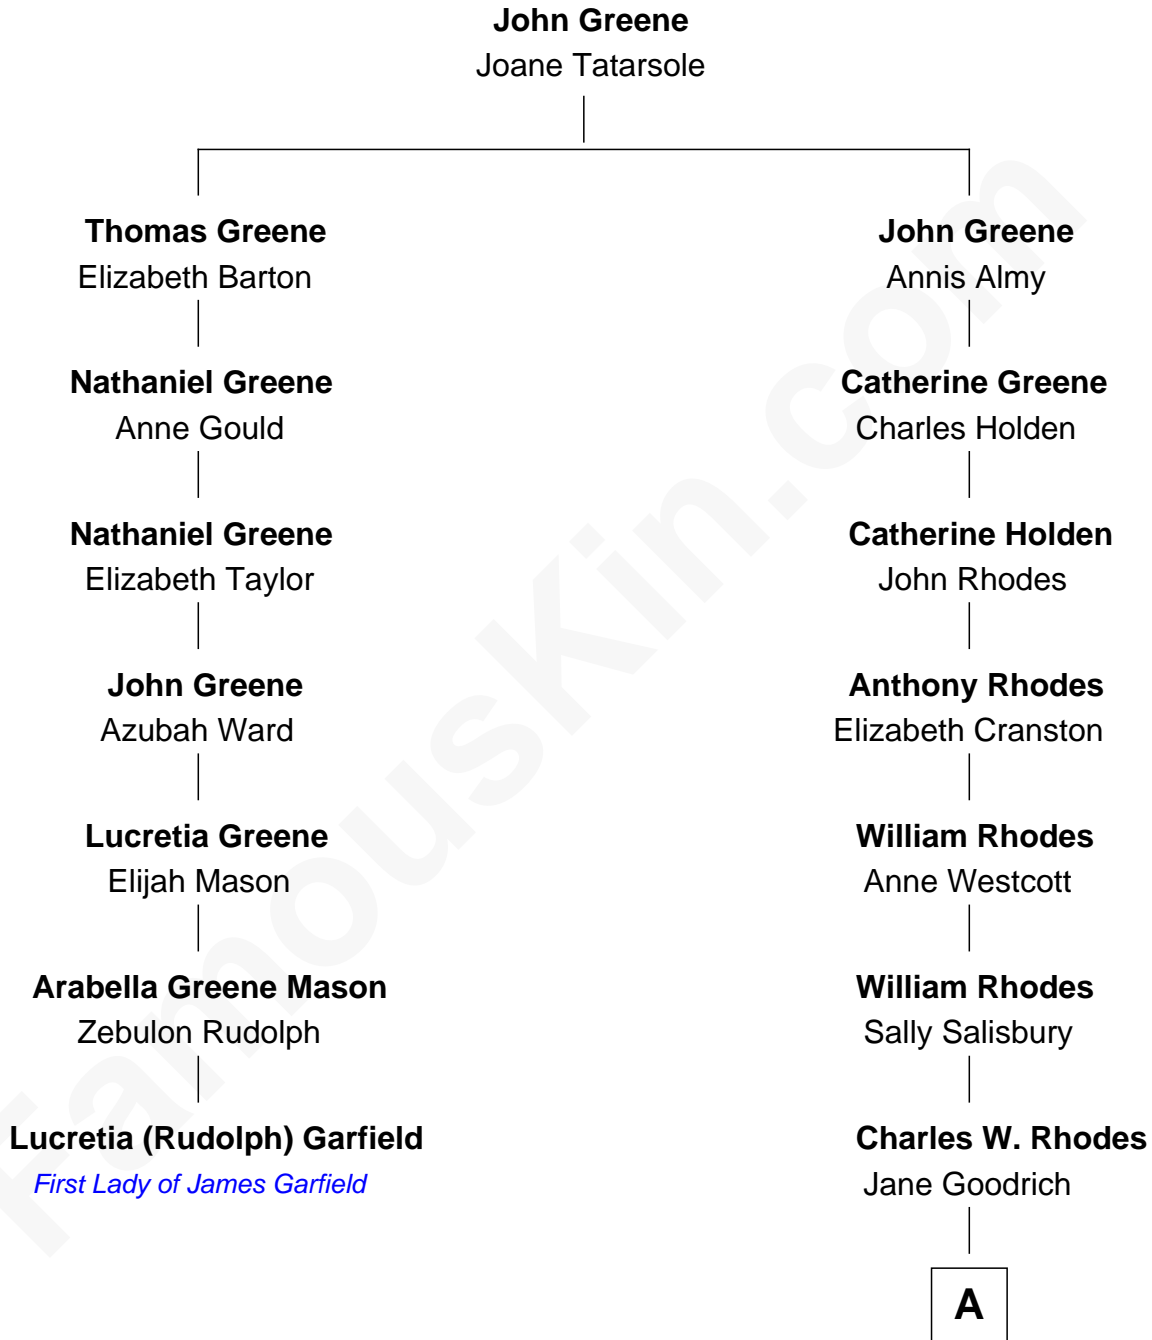 John Greene
Joane Tatarsole
Thomas Greene
Elizabeth Barton
Nathaniel Greene
Anne Gould
Nathaniel Greene
Elizabeth Taylor
John Greene
Azubah Ward
Lucretia Greene
Elijah Mason
Arabella Greene Mason
Zebulon Rudolph
Lucretia (Rudolph) Garfield
First Lady of James Garfield
John Greene
Annis Almy
Catherine Greene
Charles Holden
Catherine Holden
John Rhodes
Anthony Rhodes
Elizabeth Cranston
William Rhodes
Anne Westcott
William Rhodes
Sally Salisbury
Charles W. Rhodes
Jane Goodrich
A
FamousKin.com